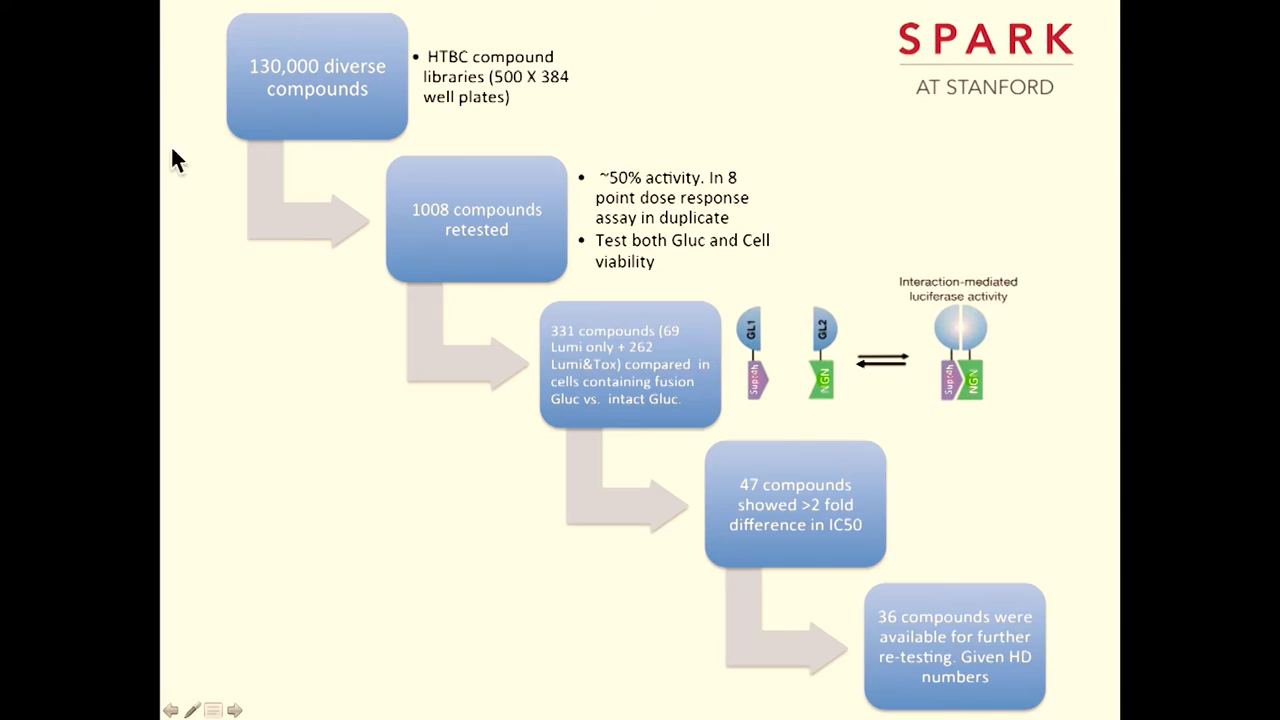 130,000 diverse
compounds
• HTBC compound
libraries (500 X 384
well plates)
SPARK
AT STANFORD
1008 compounds
retested
• ~50% activity. In 8
point dose response
assay in duplicate
• Test both Gluc and Cell
viability
Interaction-mediated
luciferase activity
331 compounds (69
Lumi only + 262
Lumi&Tox) compared in
cells containing fusion
Gluc vs. intact Gluc.
GL1
GL2
Supt4h
NGN
Supt4h
NGN
47 compounds
showed >2 fold
difference in IC50
36 compounds were
available for further
re-testing. Given HD
numbers